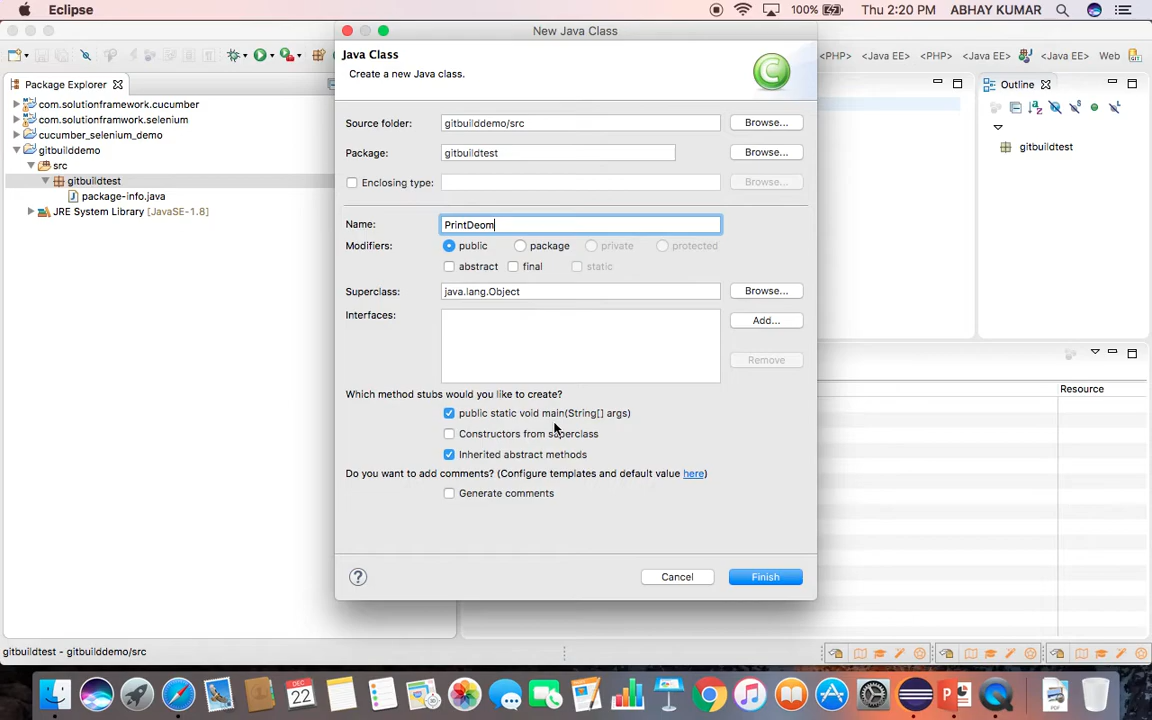 Eclipse
100%
Thu 2:20 PM
ABHAY KUMAR
New Java Class
Java Class
Create a new Java class.
<PHP>
<Java EE>
<PHP>
<Java EE>
<Java EE>
Web
Package Explorer
Outline
com.solutionframework.cucumber
com.solutionframwork.selenium
cucumber_selenium_demo
gitbuilddemo
src
gitbuildtest
package-info.java
JRE System Library [JavaSE-1.8]
gitbuildtest
Source folder:
gitbuilddemo/src
Browse...
Package:
gitbuildtest
Browse...
Enclosing type:
Browse...
Name:
PrintDeom
Modifiers:
public
package
private
protected
abstract
final
static
Superclass:
java.lang.Object
Browse...
Interfaces:
Add...
Remove
Resource
Which method stubs would you like to create?
public static void main(String[] args)
Constructors from superclass
Inherited abstract methods
Do you want to add comments? (Configure templates and default value here)
Generate comments
Cancel
Finish
gitbuildtest - gitbuilddemo/src
DEC
22
PDF